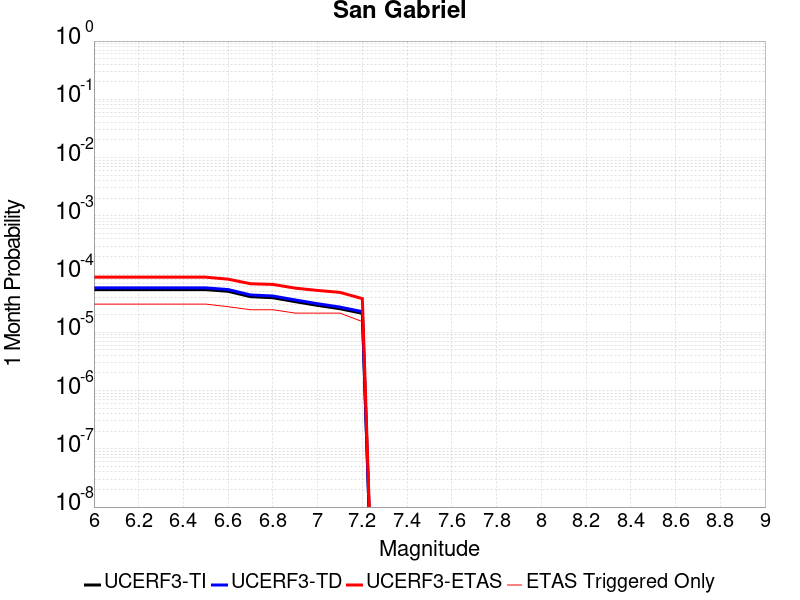 San Gabriel
10^0
10^-1
10^-2
10^-3
10^-4
10^-5
10^-6
10^-7
10^-8
1 Month Probability
6 6.2 6.4 6.6 6.8 7 7.2 7.4 7.6 7.8 8 8.2 8.4 8.6 8.8 9
Magnitude
UCERF3-TI UCERF3-TD UCERF3-ETAS ETAS Triggered Only